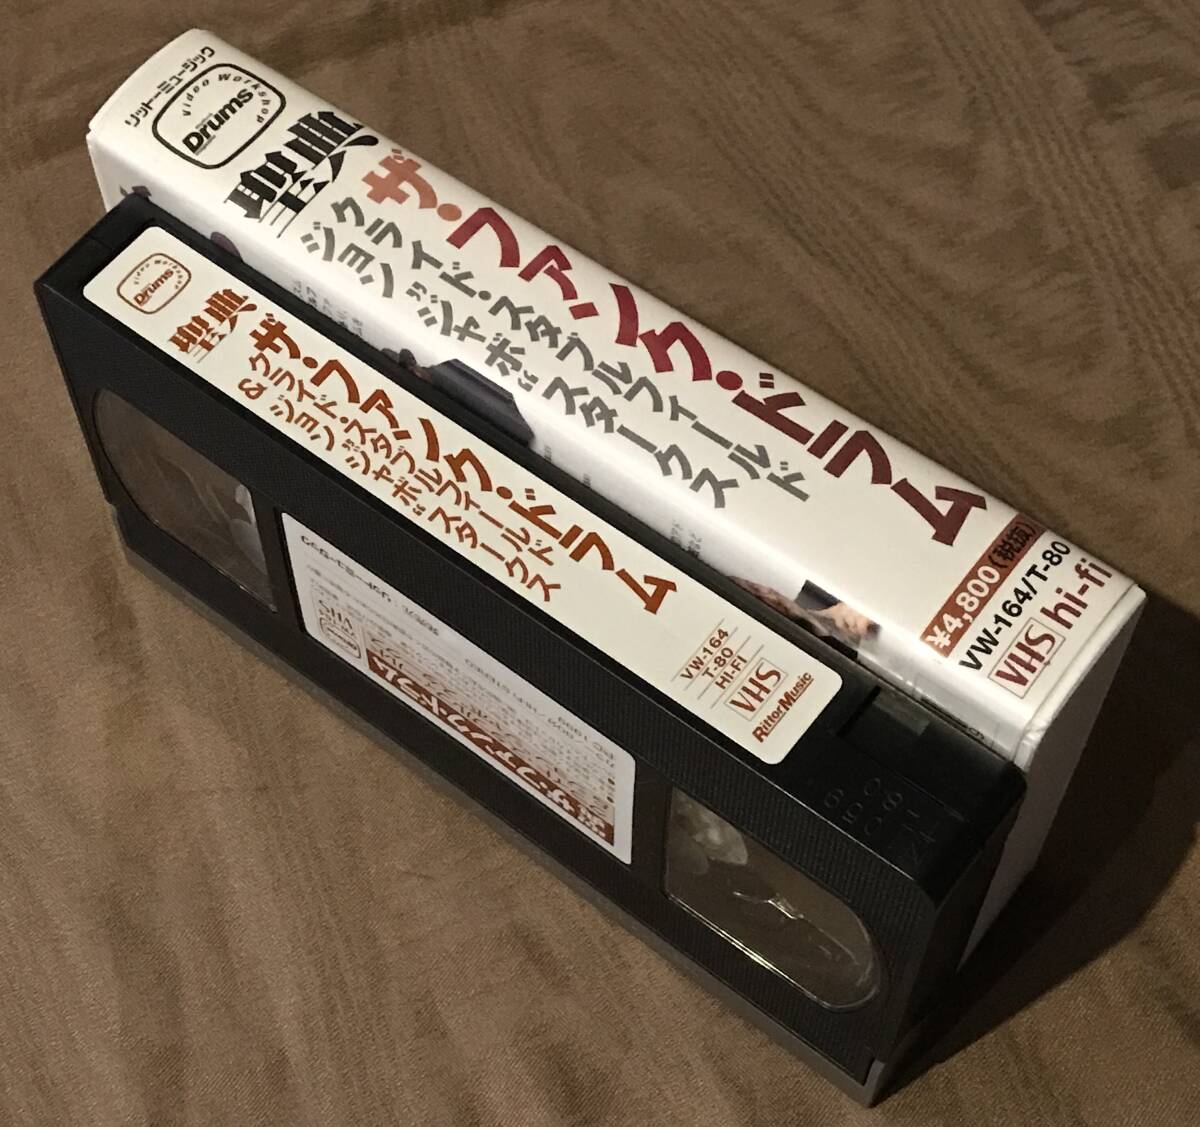 リットーミュージック
Video Workshop
Drums
聖典
ザ・ファンク・ドラム
クライド・スタブルフィールド
ジョン“ジャボ”スタークス
¥4,800(税抜)
VW-164/T-80
VHS hi-fi
Video Workshop
Drums
聖典
ザ・ファンク・ドラム
クライド・スタブルフィールド
&ジョン“ジャボ”スタークス
VW-164
T-80
HI-FI
VHS
RittorMusic